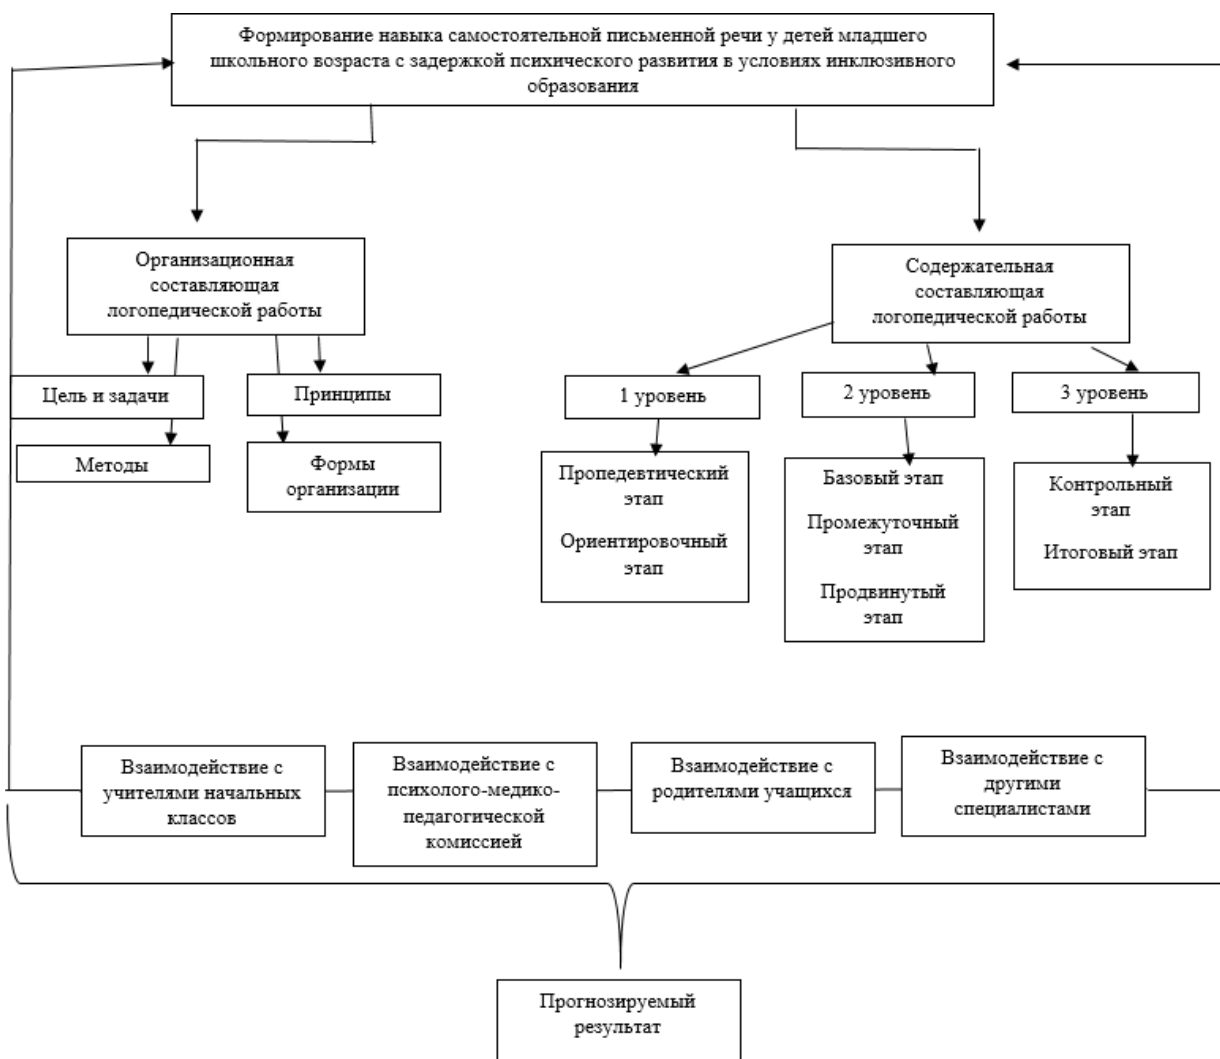 Формирование навыка самостоятельной письменной речи у детей младшего
школьного возраста с задержкой психического развития в условиях инклюзивного
образования
Организационная
составляющая
логопедической работы
Содержательная
составляющая
логопедической работы
Цель и задачи
Принципы
Методы
Формы
организации
1 уровень
2 уровень
3 уровень
Пропедевтический
этап
Ориентировочный
этап
Базовый этап
Промежуточный
этап
Продвинутый
этап
Контрольный
этап
Итоговый этап
Взаимодействие с
учителями начальных
классов
Взаимодействие с
психолого-медико-
педагогической
комиссией
Взаимодействие с
родителями учащихся
Взаимодействие с
другими
специалистами
Прогнозируемый
результат